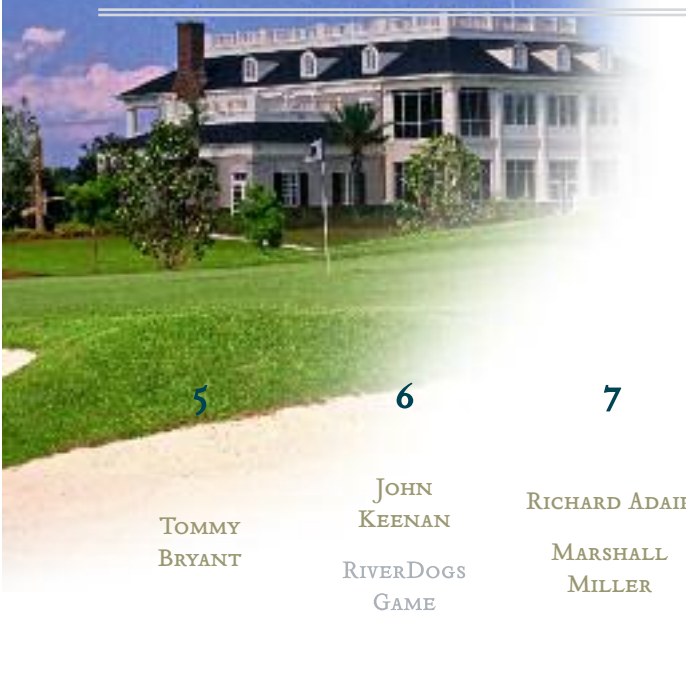 5
6
7
Tommy
Bryant
John
Keenan
RiverDogs
Game
Richard Adair
Marshall
Miller